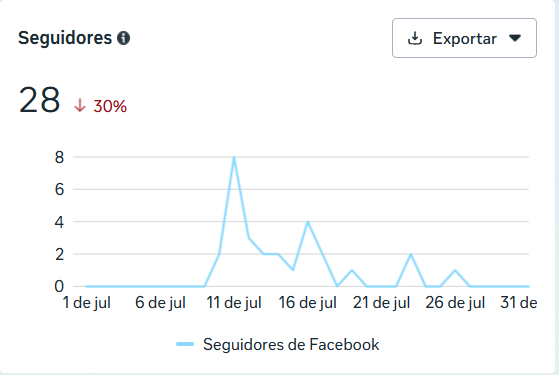 Seguidores
Exportar
28 30%
8
6
4
2
0
1 de jul 6 de jul 11 de jul 16 de jul 21 de jul 26 de jul 31 de
Seguidores de Facebook